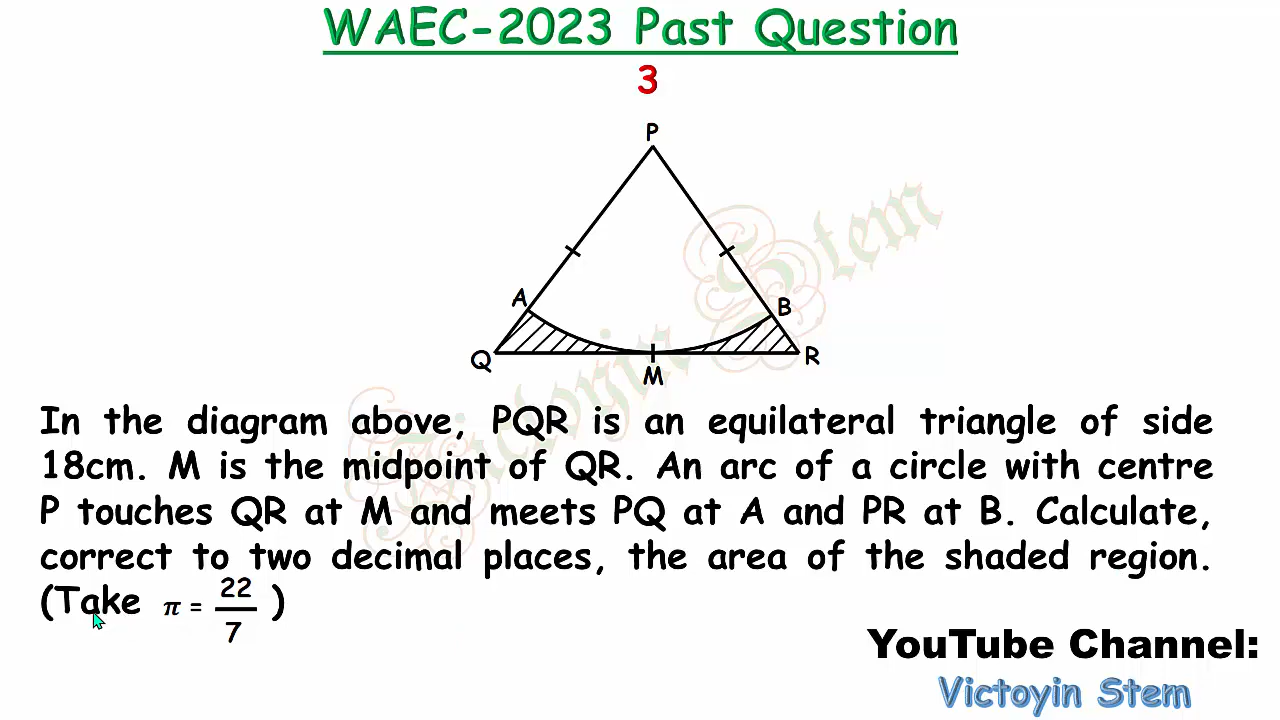 WAEC-2023 Past Question
3
P
A
B
Q
R
M
Victoyin Stem
In the diagram above, PQR is an equilateral triangle of side
18cm. M is the midpoint of QR. An arc of a circle with centre
P touches QR at M and meets PQ at A and PR at B. Calculate,
correct to two decimal places, the area of the shaded region.
(Take π = 22/7 )
YouTube Channel:
Victoyin Stem